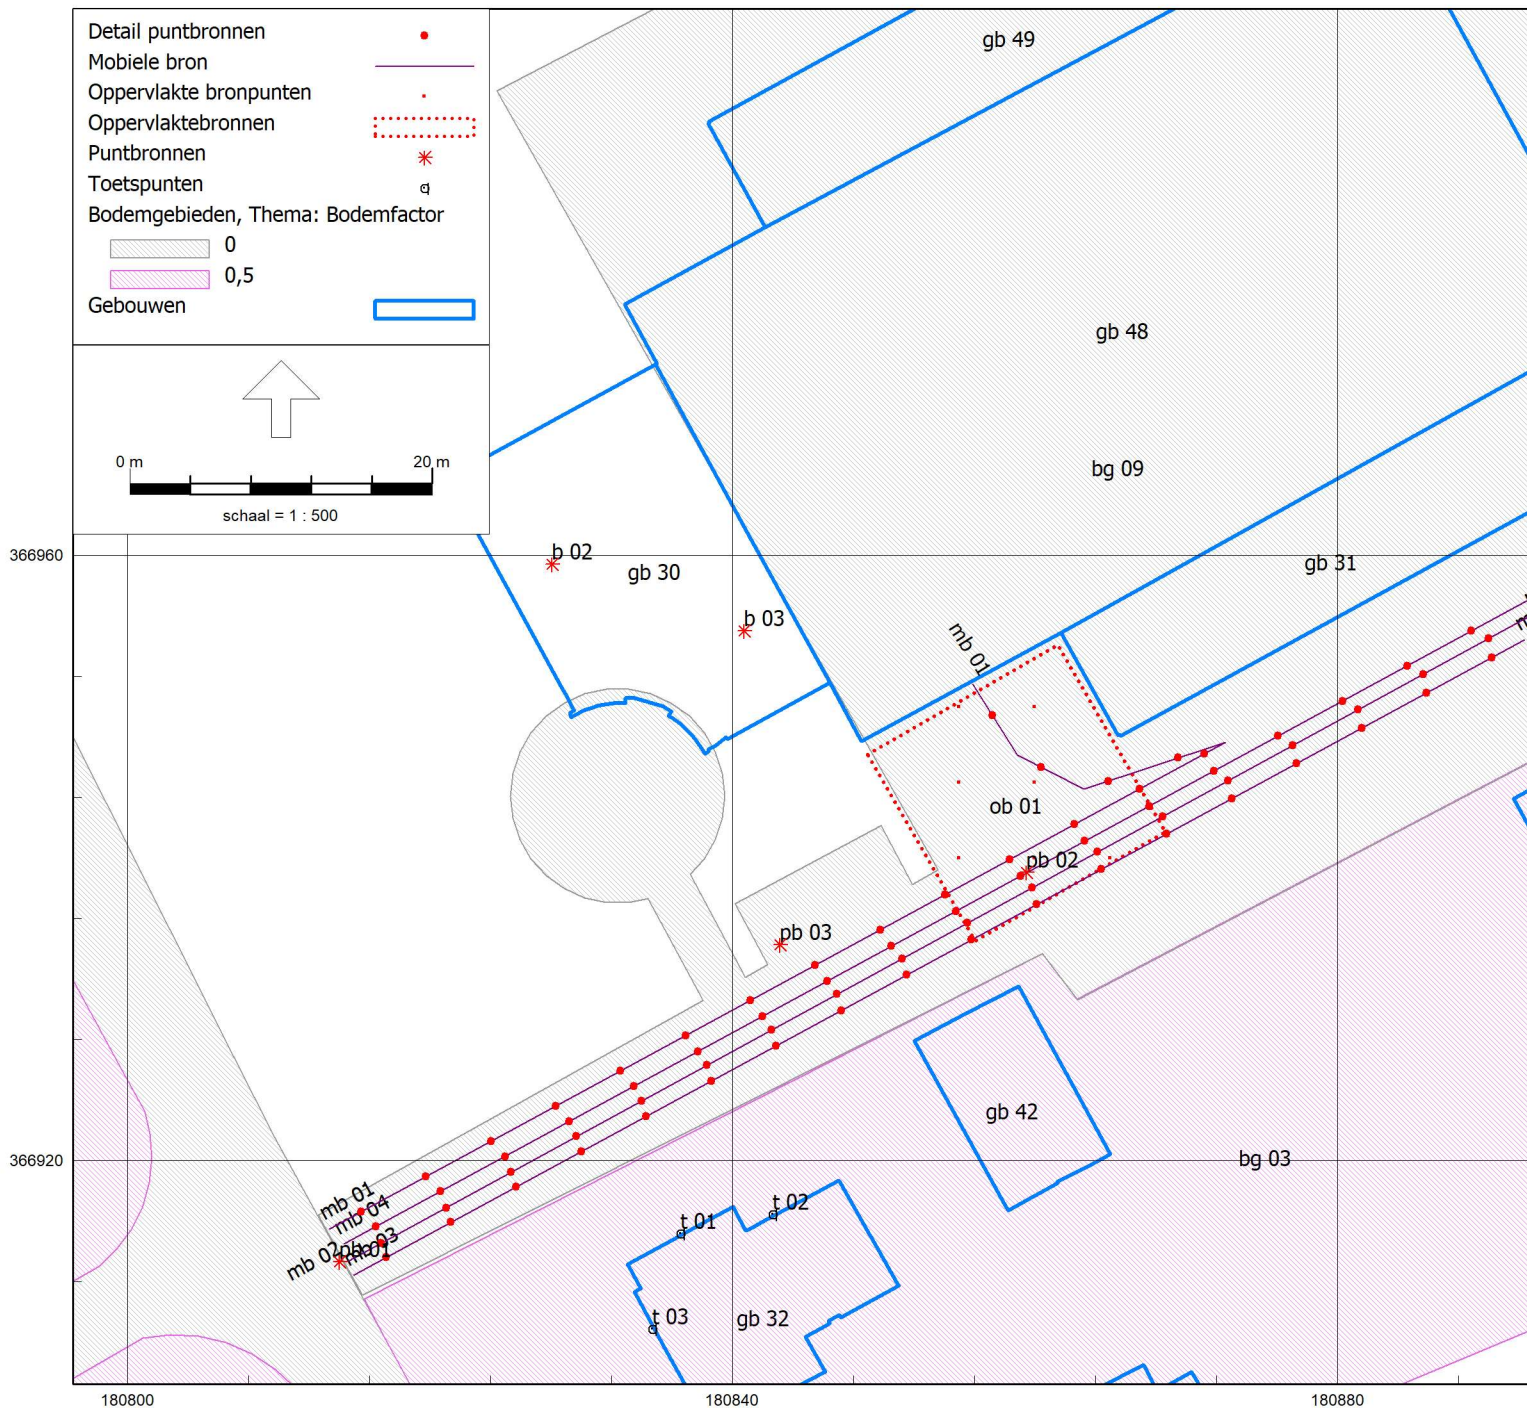 Detail puntbronnen
Mobiele bron
Oppervlakte bronpunten
Oppervlaktebronnen
Puntbronnen
Toetspunten
Bodemgebieden, Thema: Bodemfactor
0
0,5
Gebouwen
0 m
20 m
schaal = 1 : 500
gb 49
gb 48
bg 09
366960
b 02
gb 30
gb 31
b 03
mb 01
ob 01
pb 02
pb 03
gb 42
366920
bg 03
mb 01
mb 04
t 02
t 01
mb 03
mb 02
pb 01
t 03
gb 32
180800
180840
180880